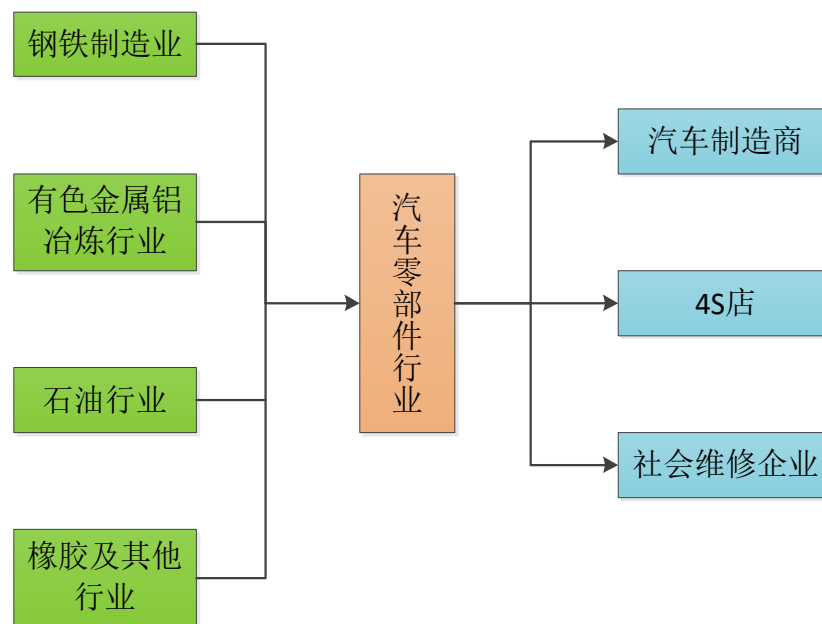 钢铁制造业
有色金属铝
冶炼行业
石油行业
橡胶及其他
行业
汽车零部件行业
汽车制造商
4S店
社会维修企业